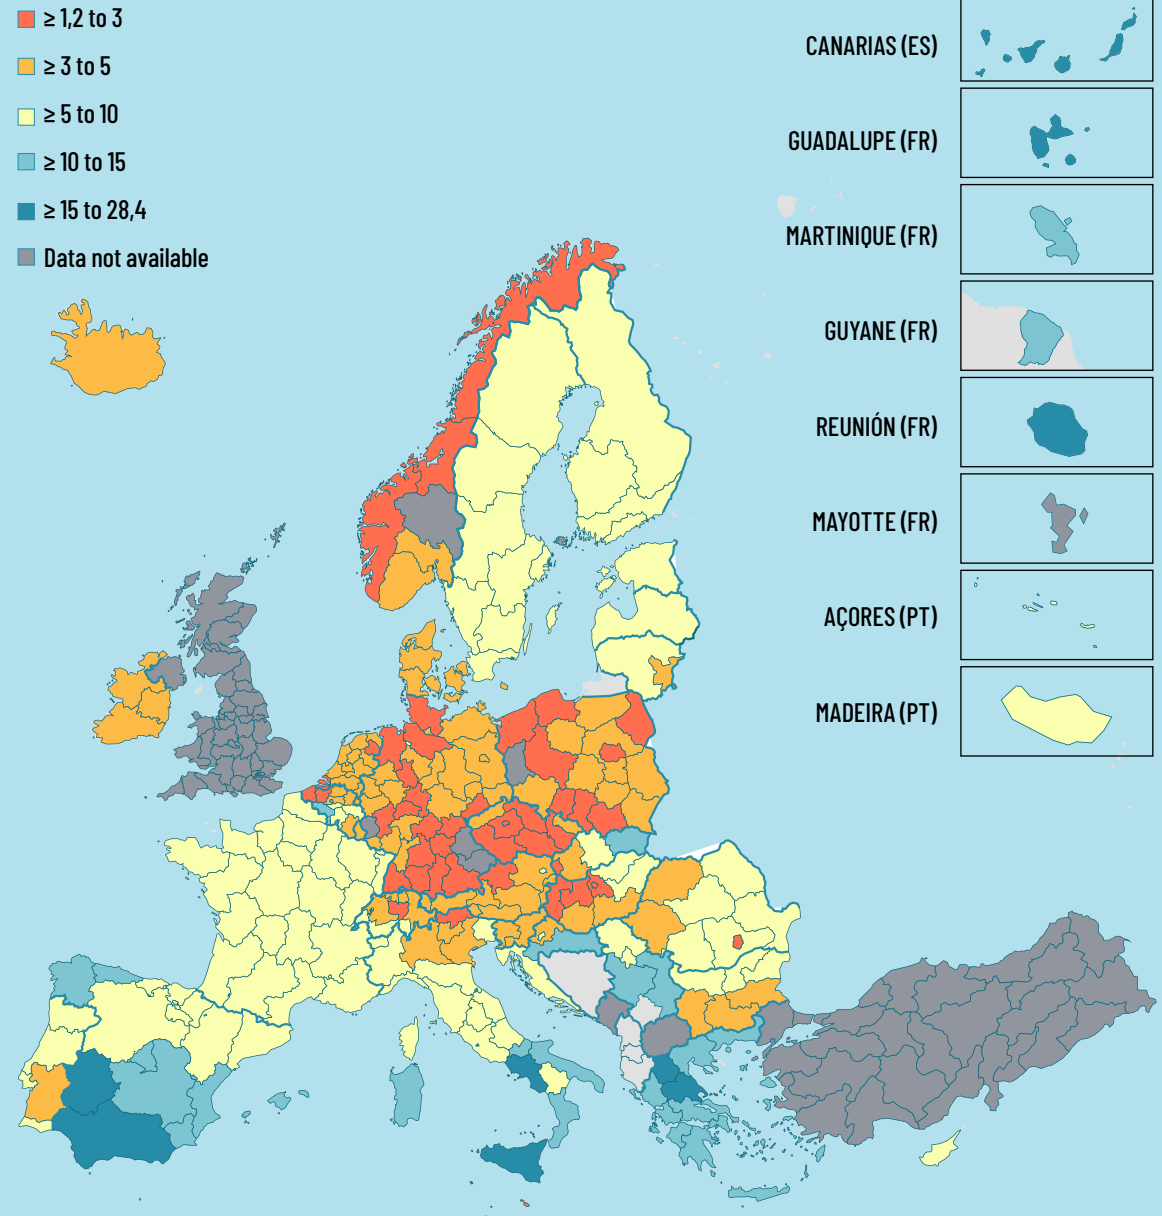 ≥ 1,2 to 3
≥ 3 to 5
≥ 5 to 10
≥ 10 to 15
≥ 15 to 28,4
Data not available
CANARIAS (ES)
GUADALUPE (FR)
MARTINIQUE (FR)
GUYANE (FR)
REUNIÓN (FR)
MAYOTTE (FR)
AÇORES (PT)
MADEIRA (PT)